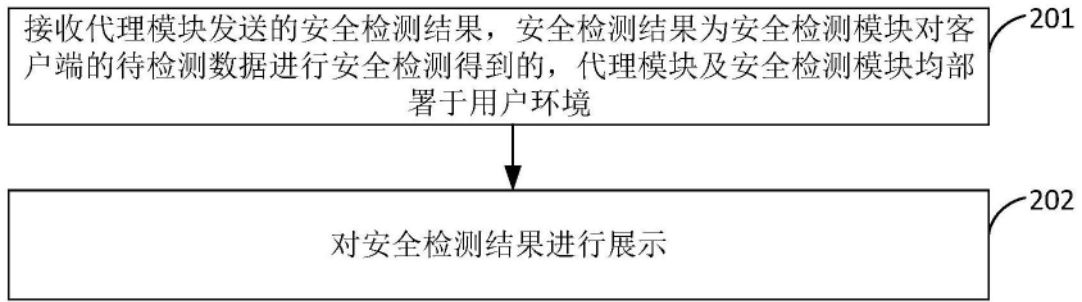 接收代理模块发送的安全检测结果，安全检测结果为安全检测模块对客
户端的待检测数据进行安全检测得到的，代理模块及安全检测模块均部
署于用户环境
201
对安全检测结果进行展示
202